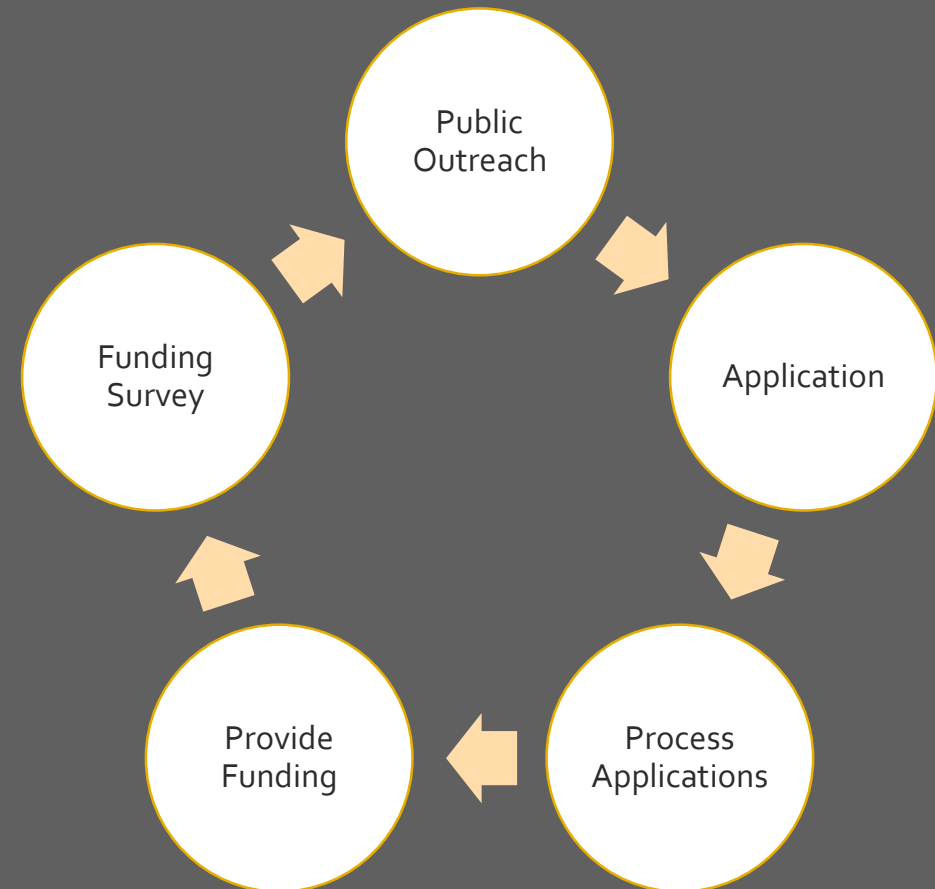 Public
Outreach
Application
Process
Applications
Provide
Funding
Funding
Survey